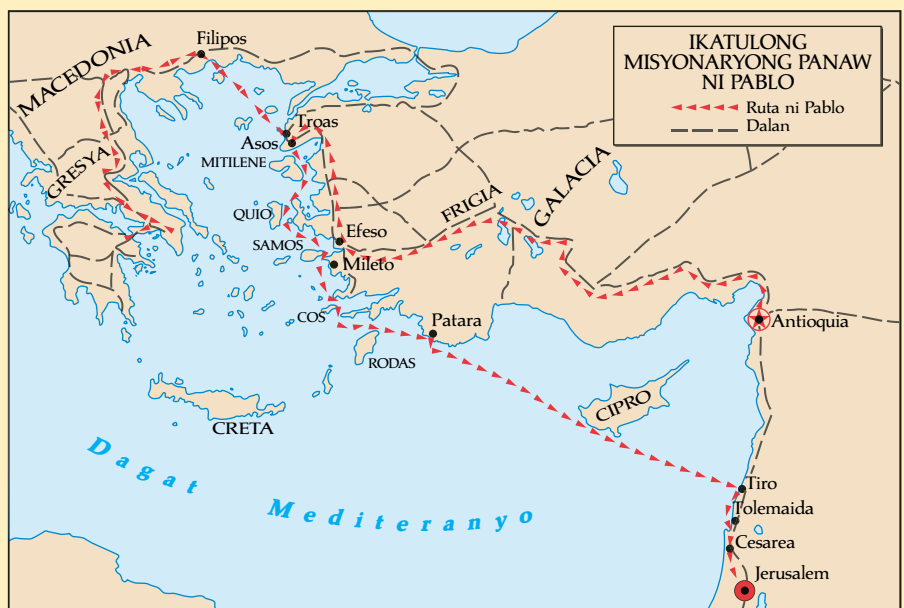 IKATULONG
MISYONARYONG PANAW
NI PABLO
Ruta ni Pablo
Dalan
Filipos
MACEDONIA
Troas
Asos
MITILENE
GRESYA
GALACIA
FRIGIA
QUIO
Efeso
SAMOS
Mileto
COS
Patara
Antioquia
RODAS
CIPRO
CRETA
Dagat Mediteranyo
Tiro
Tolemaida
Cesarea
Jerusalem